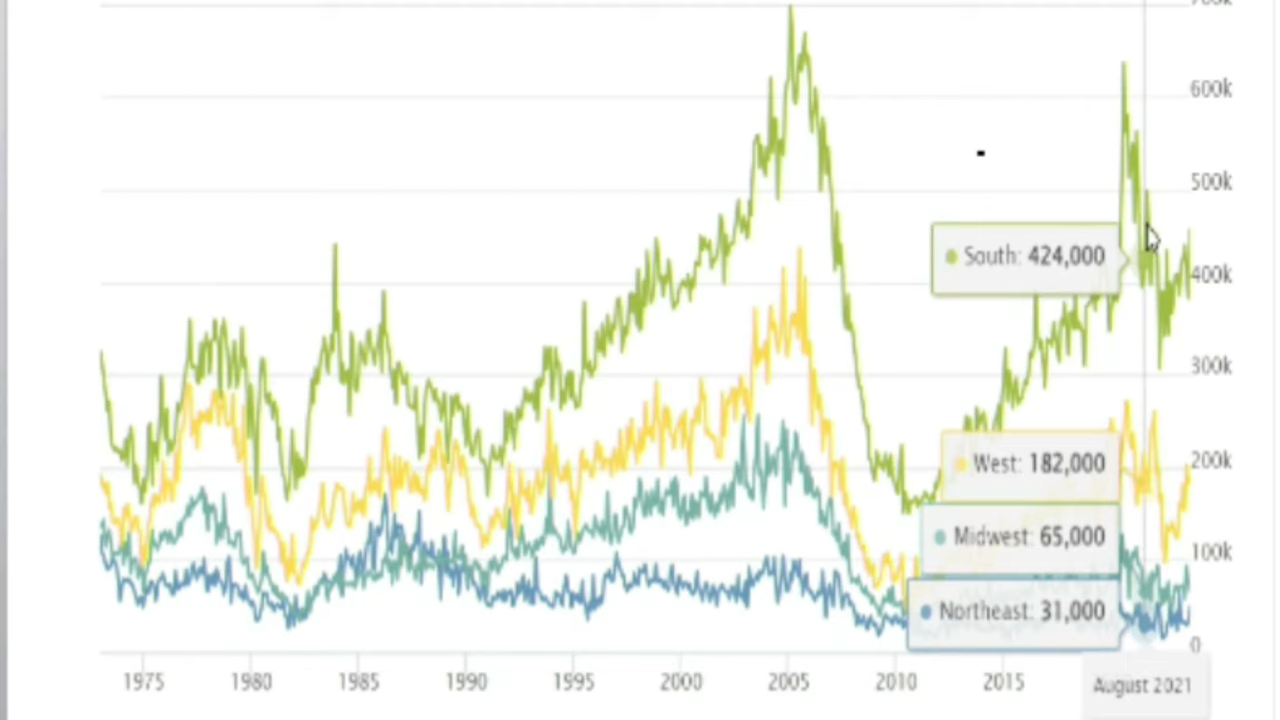 600k
500k
South: 424,000
400k
300k
West: 182,000
200k
Midwest: 65,000
100k
Northeast: 31,000
0
1975 1980 1985 1990 1995 2000 2005 2010 2015 August 2021